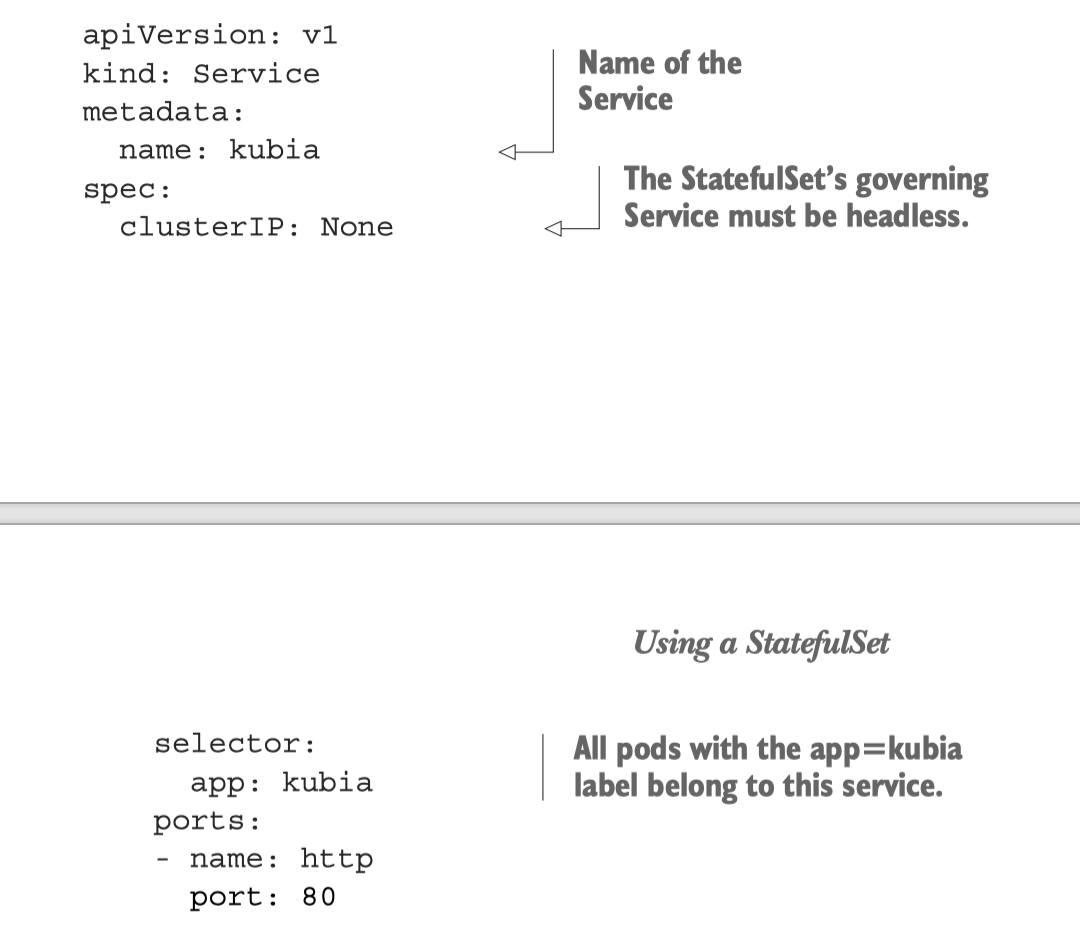 apiVersion: v1
kind: Service
metadata:
  name: kubia
spec:
  clusterIP: None
Name of the
Service
The StatefulSet’s governing
Service must be headless.
Using a StatefulSet
selector:
  app: kubia
ports:
- name: http
  port: 80
All pods with the app=kubia
label belong to this service.